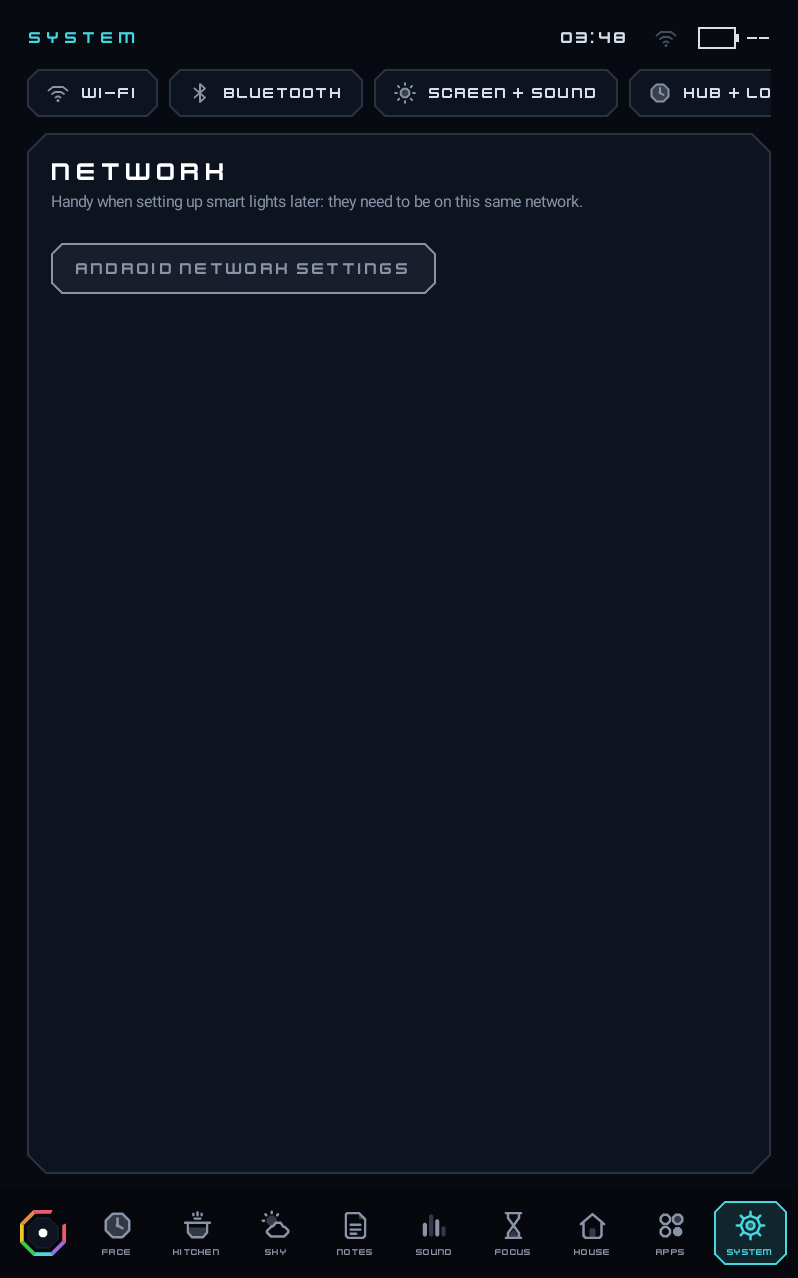 SYSTEM
03:48
--
WI-FI
BLUETOOTH
SCREEN + SOUND
HUB + LO
NETWORK
Handy when setting up smart lights later: they need to be on this same network.
ANDROID NETWORK SETTINGS
FACE
KITCHEN
SKY
NOTES
SOUND
FOCUS
HOUSE
APPS
SYSTEM